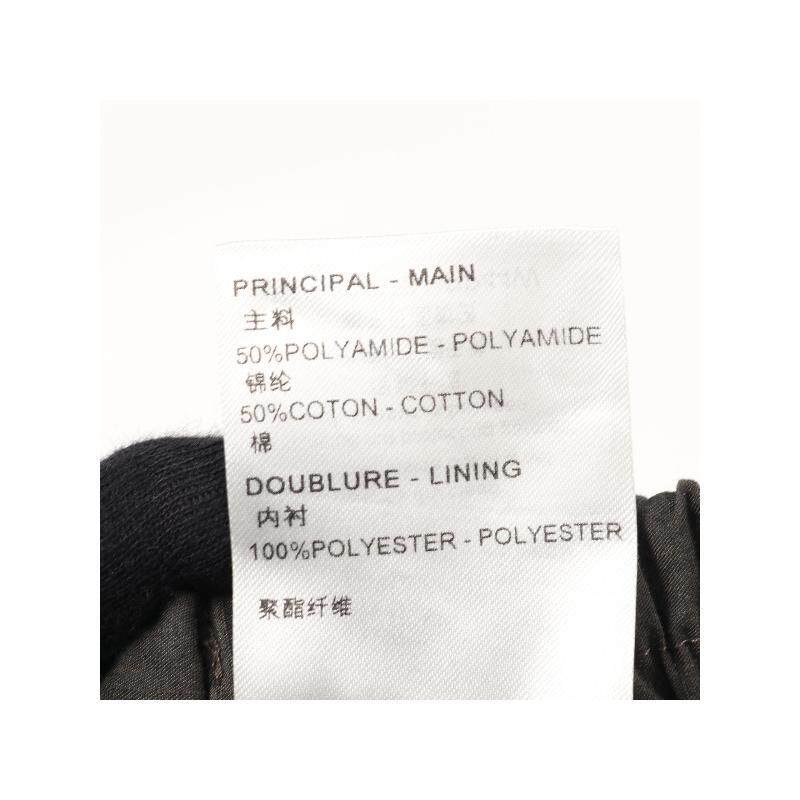 PRINCIPAL - MAIN
主料
50%POLYAMIDE - POLYAMIDE
锦纶
50%COTON - COTTON
棉
DOUBLURE - LINING
内衬
100%POLYESTER - POLYESTER
聚酯纤维